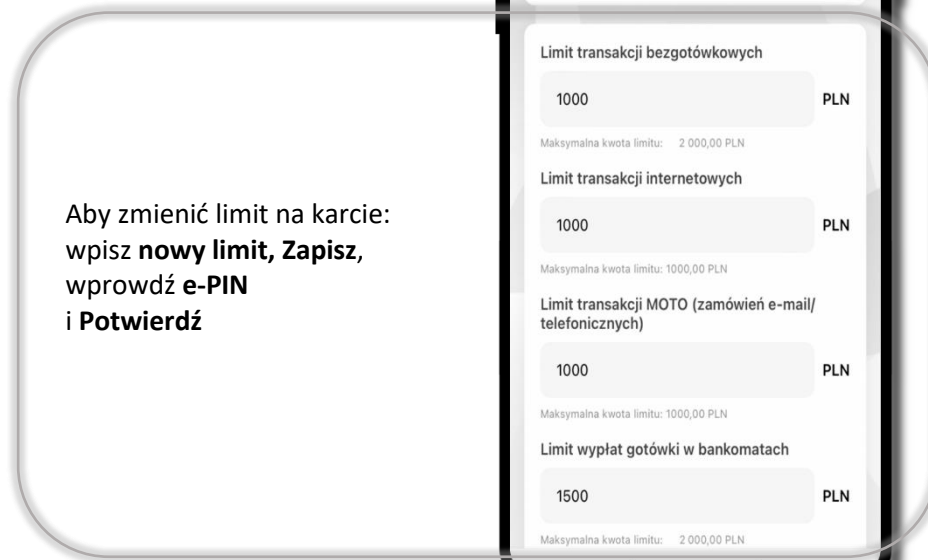 Aby zmienić limit na karcie:
wpisz nowy limit, Zapisz,
wprowdź e-PIN
i Potwierdź
Limit transakcji bezgotówkowych
1000 PLN
Maksymalna kwota limitu: 2 000,00 PLN
Limit transakcji internetowych
1000 PLN
Maksymalna kwota limitu: 1000,00 PLN
Limit transakcji MOTO (zamówień e-mail/
telefonicznych)
1000 PLN
Maksymalna kwota limitu: 1000,00 PLN
Limit wypłat gotówki w bankomatach
1500 PLN
Maksymalna kwota limitu: 2 000,00 PLN